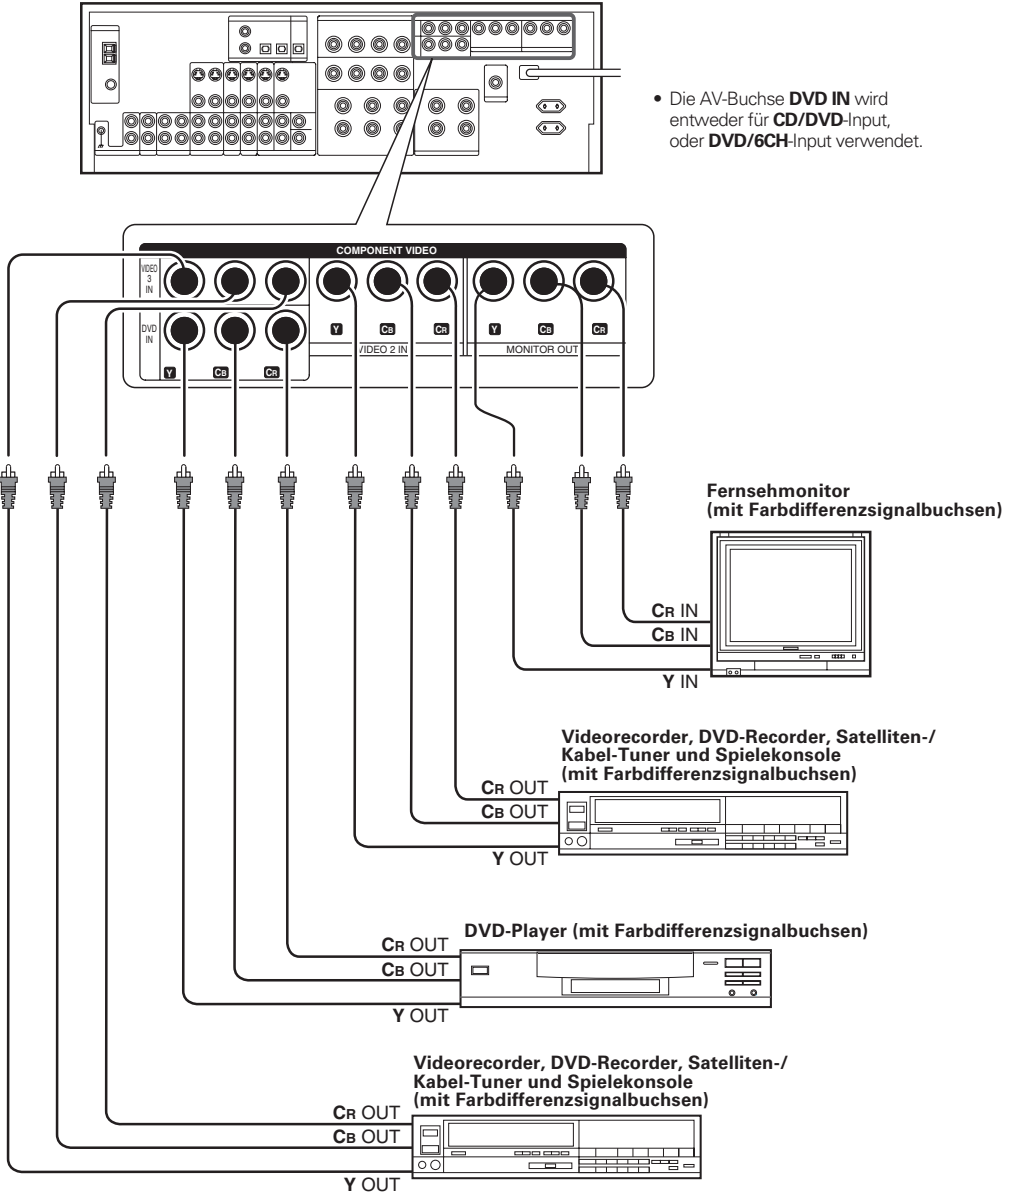 • Die AV-Buchse DVD IN wird
entweder für CD/DVD-Input,
oder DVD/6CH-Input verwendet.
COMPONENT VIDEO
VIDEO
3
IN
DVD
IN
Y CB CR
Y CB CR
VIDEO 2 IN
Y CB CR
MONITOR OUT
Fernsehmonitor
(mit Farbdifferenzsignalbuchsen)
CR IN
CB IN
Y IN
Videorecorder, DVD-Recorder, Satelliten-/
Kabel-Tuner und Spielekonsole
(mit Farbdifferenzsignalbuchsen)
CR OUT
CB OUT
Y OUT
DVD-Player (mit Farbdifferenzsignalbuchsen)
CR OUT
CB OUT
Y OUT
Videorecorder, DVD-Recorder, Satelliten-/
Kabel-Tuner und Spielekonsole
(mit Farbdifferenzsignalbuchsen)
CR OUT
CB OUT
Y OUT